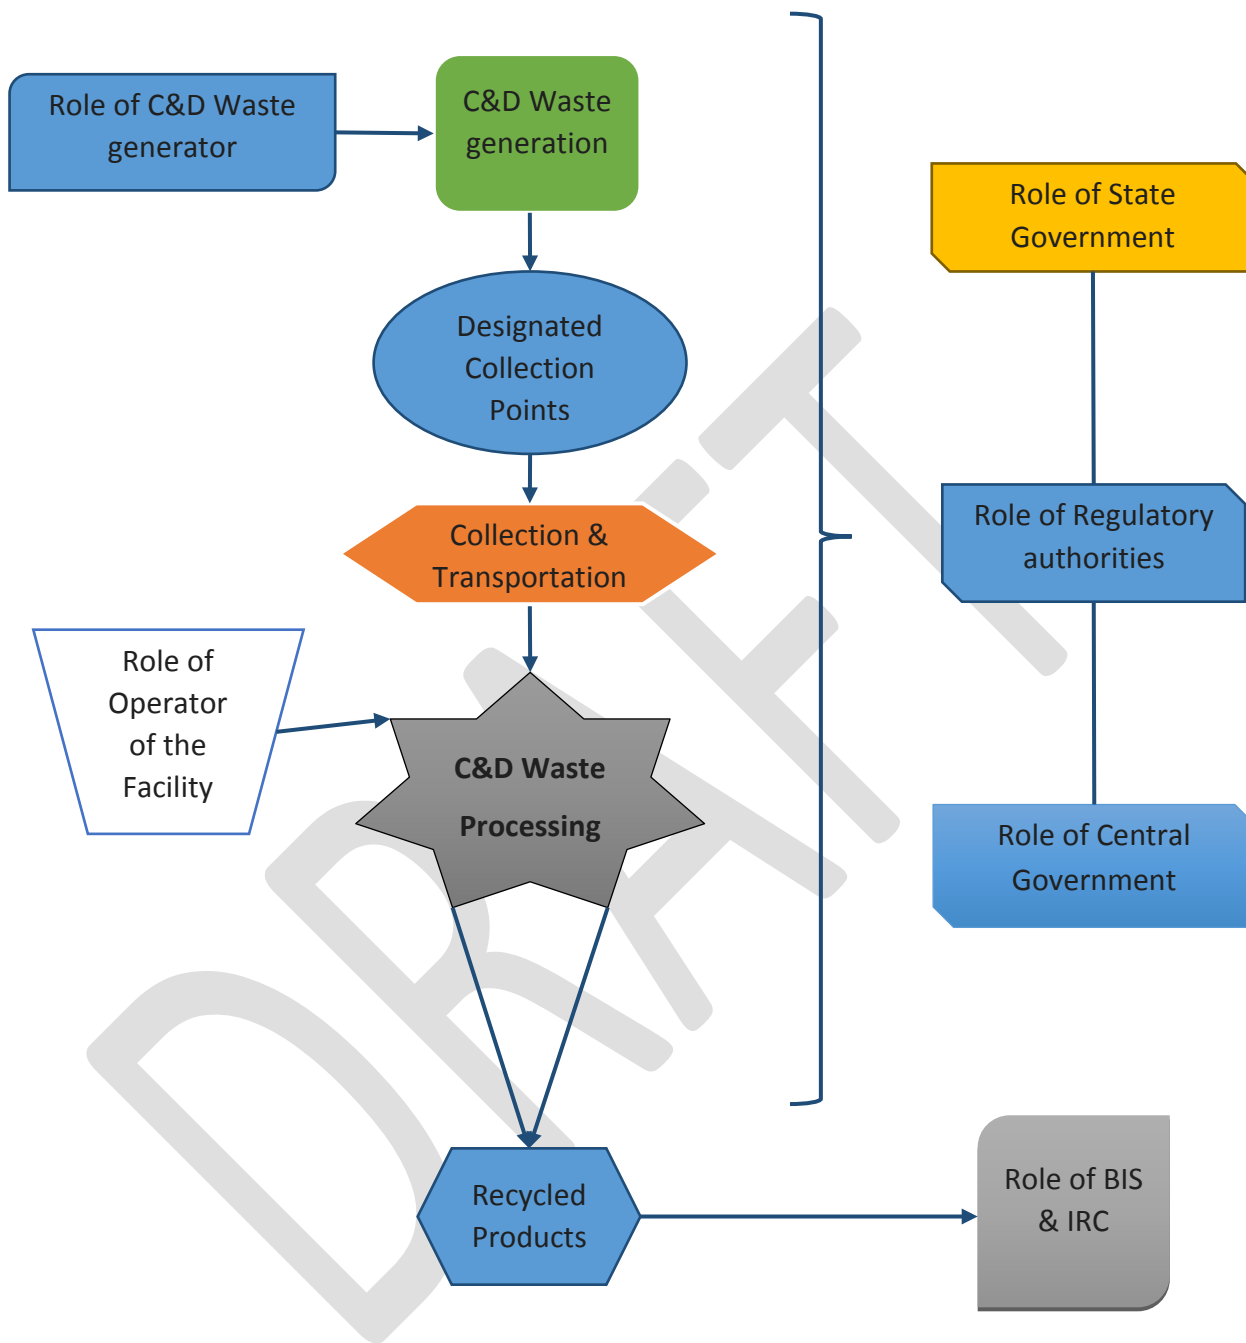 Role of C&D Waste
generator
C&D Waste
generation
Role of State
Government
Designated
Collection
Points
Role of Regulatory
authorities
Collection &
Transportation
Role of
Operator
of the
Facility
C&D Waste
Processing
Role of Central
Government
Recycled
Products
Role of BIS
& IRC
DRAFT